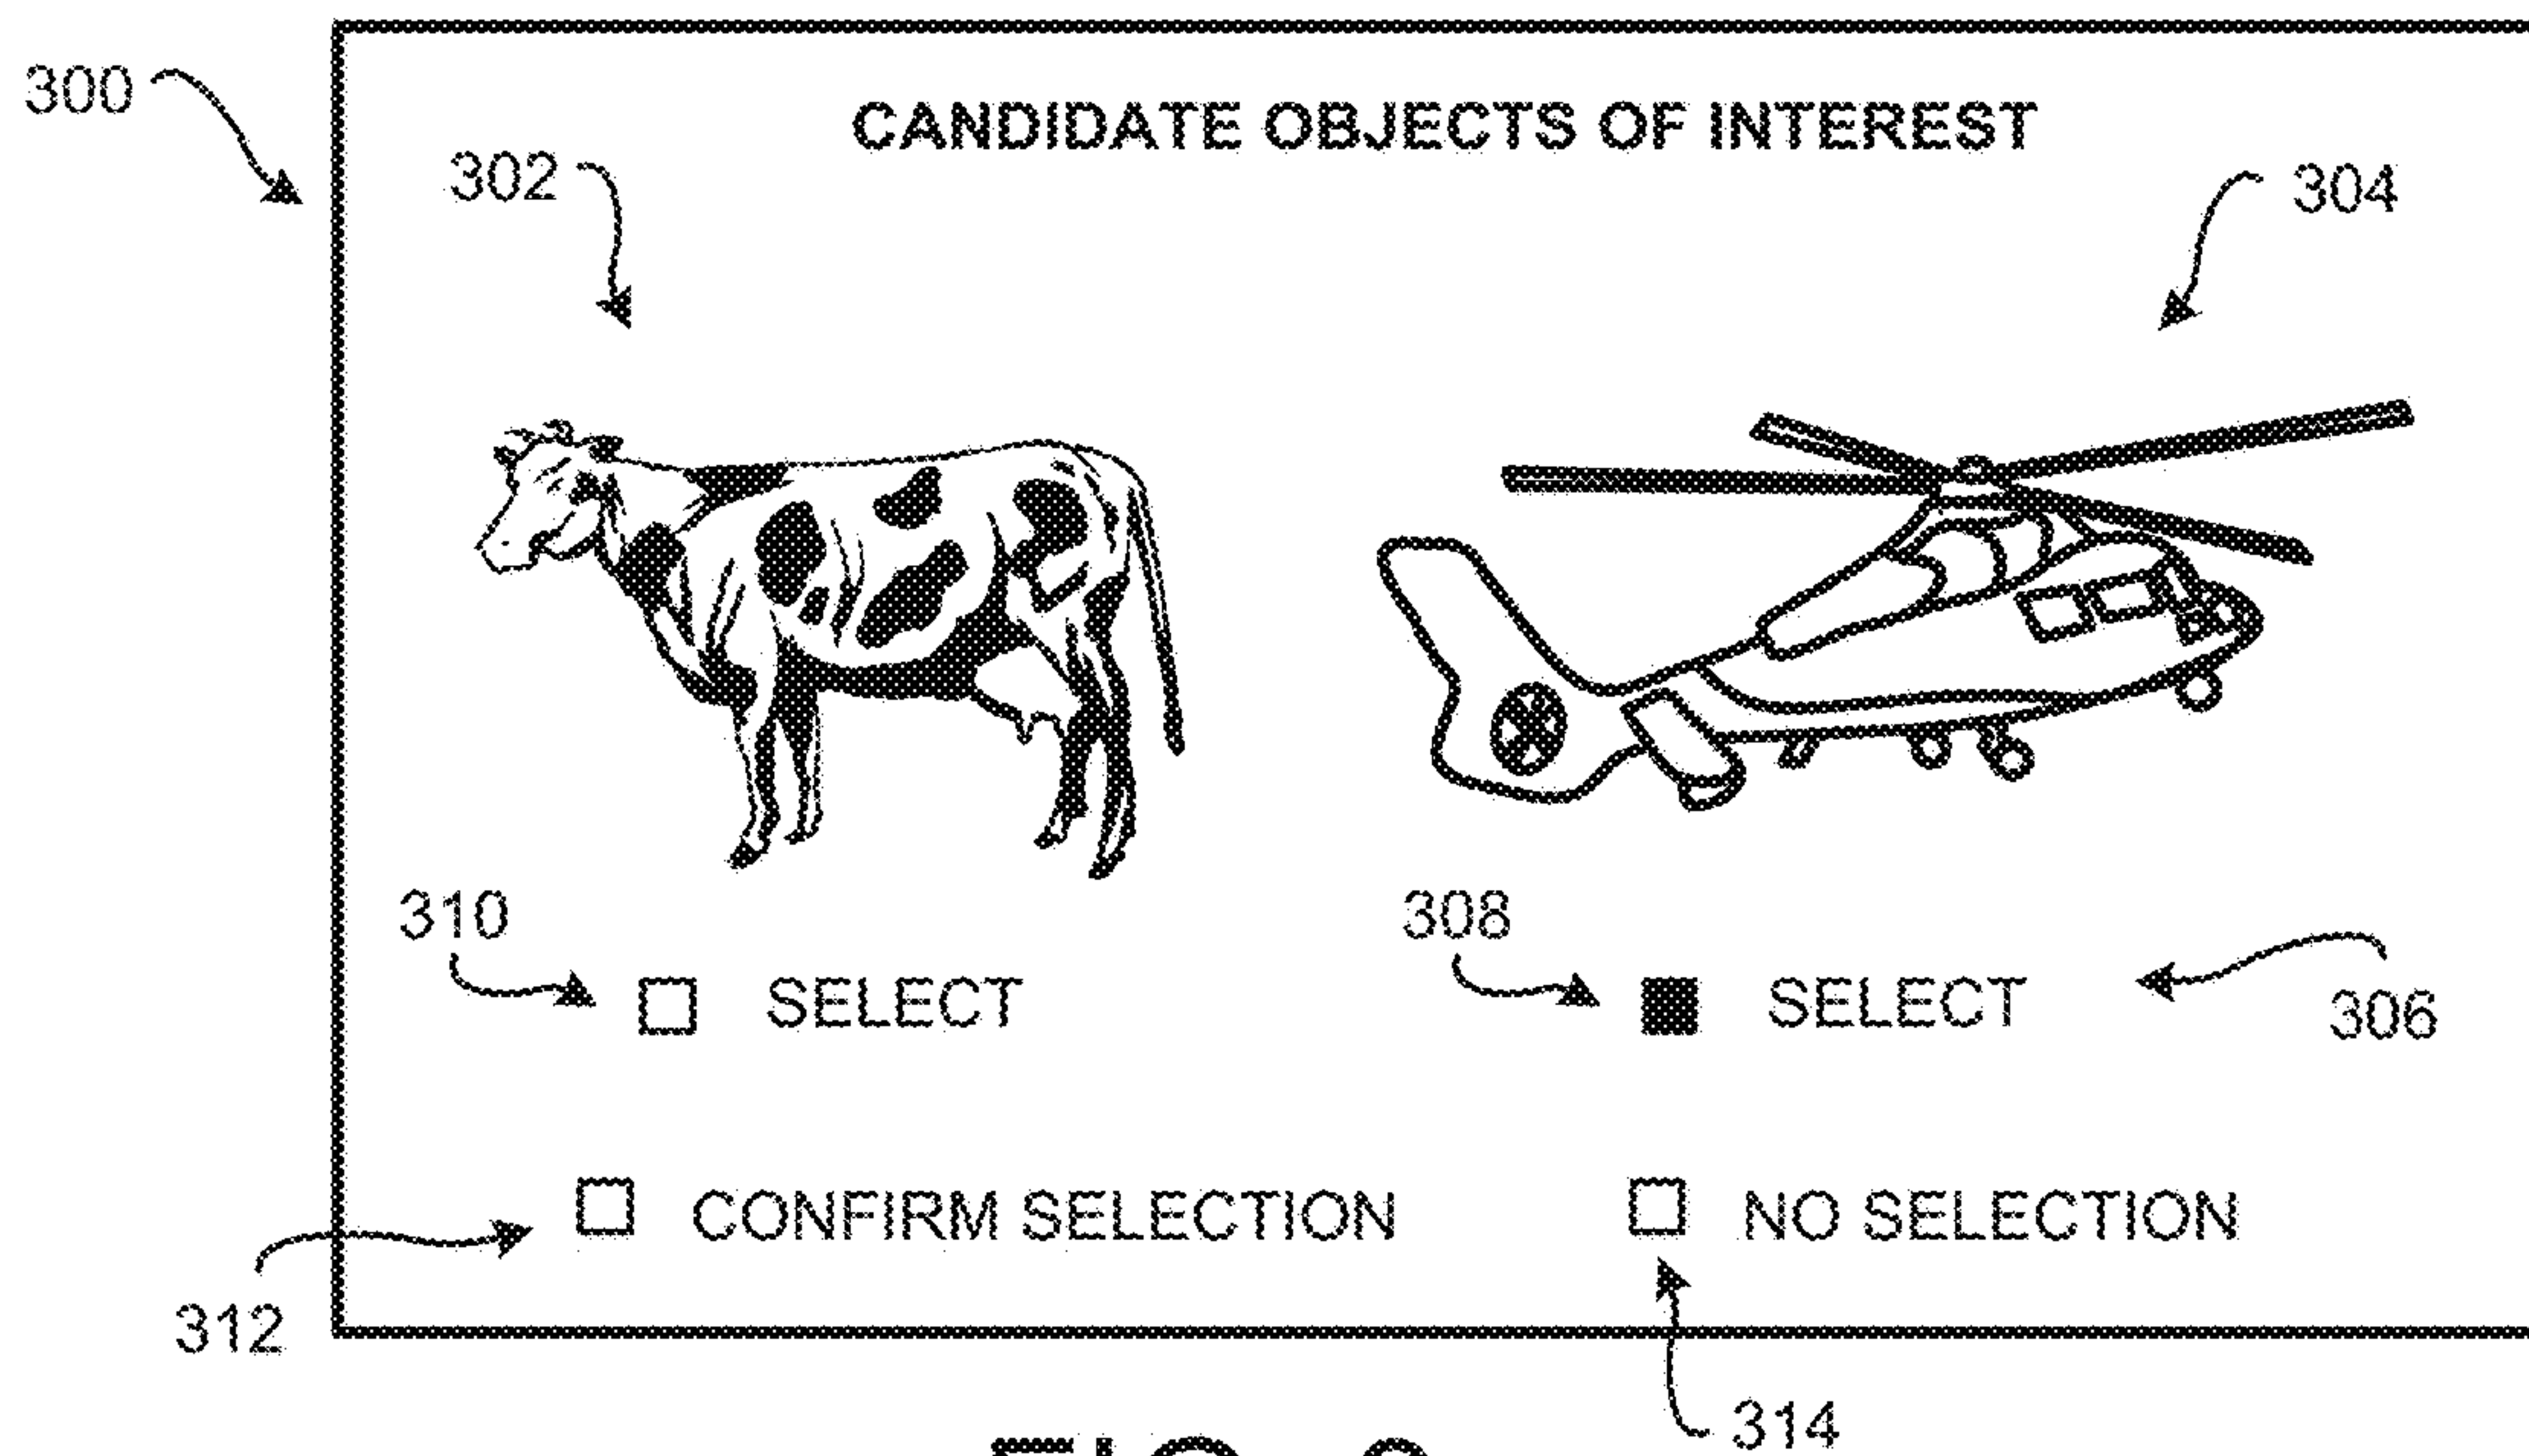 300
CANDIDATE OBJECTS OF INTEREST
302
304
310
308
SELECT
SELECT
306
CONFIRM SELECTION
NO SELECTION
312
314